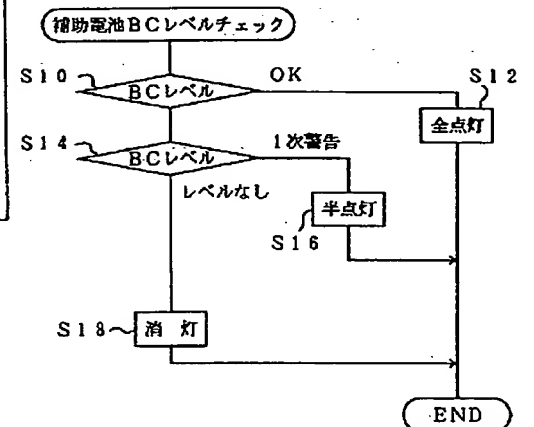 補助電池BCレベルチェック
S10
BCレベル
OK
S12
全点灯
S14
BCレベル
1次警告
レベルなし
半点灯
S16
S18
消 灯
END